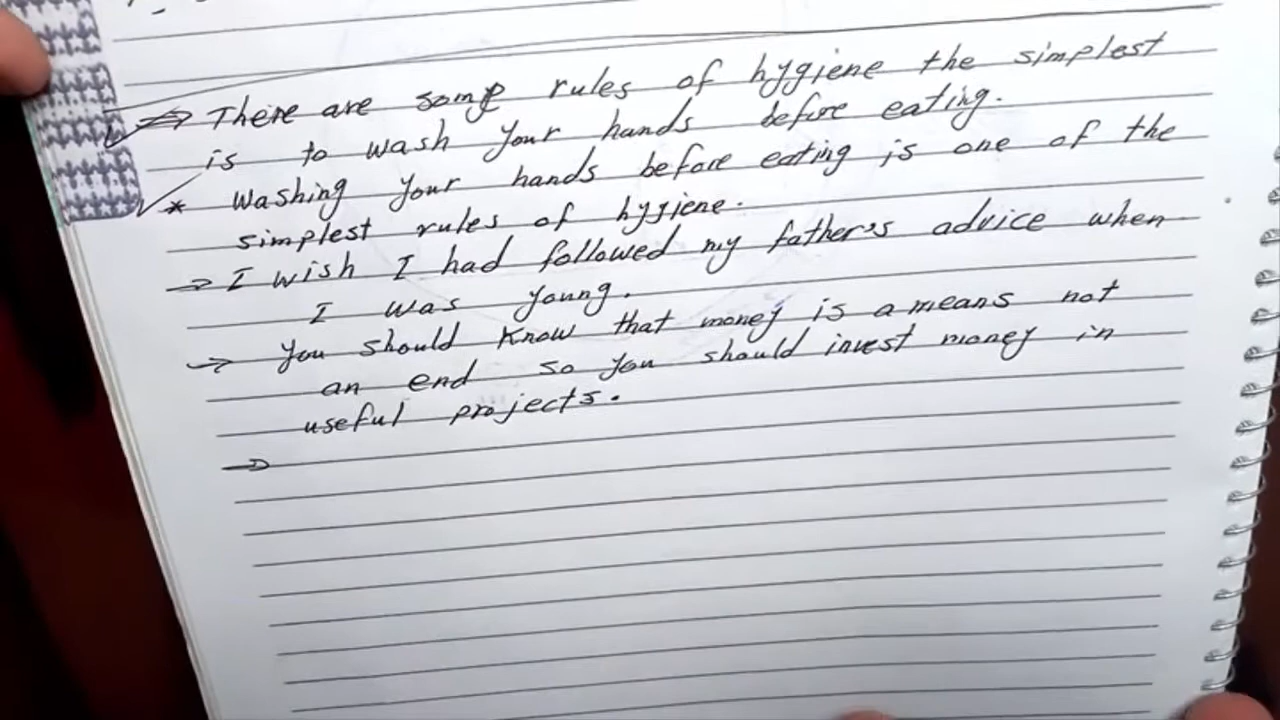 ⇒ There are some rules of hygiene the simplest
is to wash your hands before eating.
* Washing your hands before eating is one of the
simplest rules of hygiene.
→ I wish I had followed my father's advice when
I was young.
→ you should know that money is a means not
an end so you should invest money in
useful projects.
→